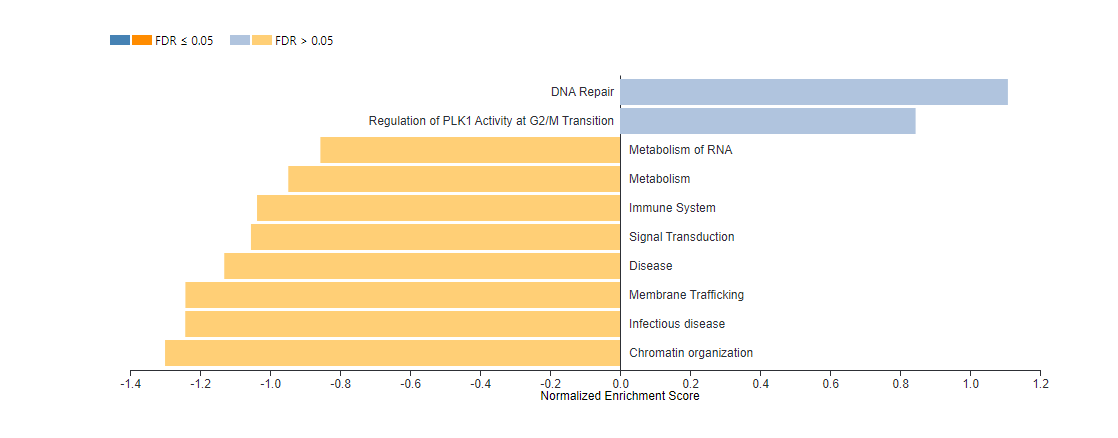 FDR ≤ 0.05 FDR > 0.05
DNA Repair
Regulation of PLK1 Activity at G2/M Transition
Metabolism of RNA
Metabolism
Immune System
Signal Transduction
Disease
Membrane Trafficking
Infectious disease
Chromatin organization
-1.4 -1.2 -1.0 -0.8 -0.6 -0.4 -0.2 0.0 0.2 0.4 0.6 0.8 1.0 1.2
Normalized Enrichment Score